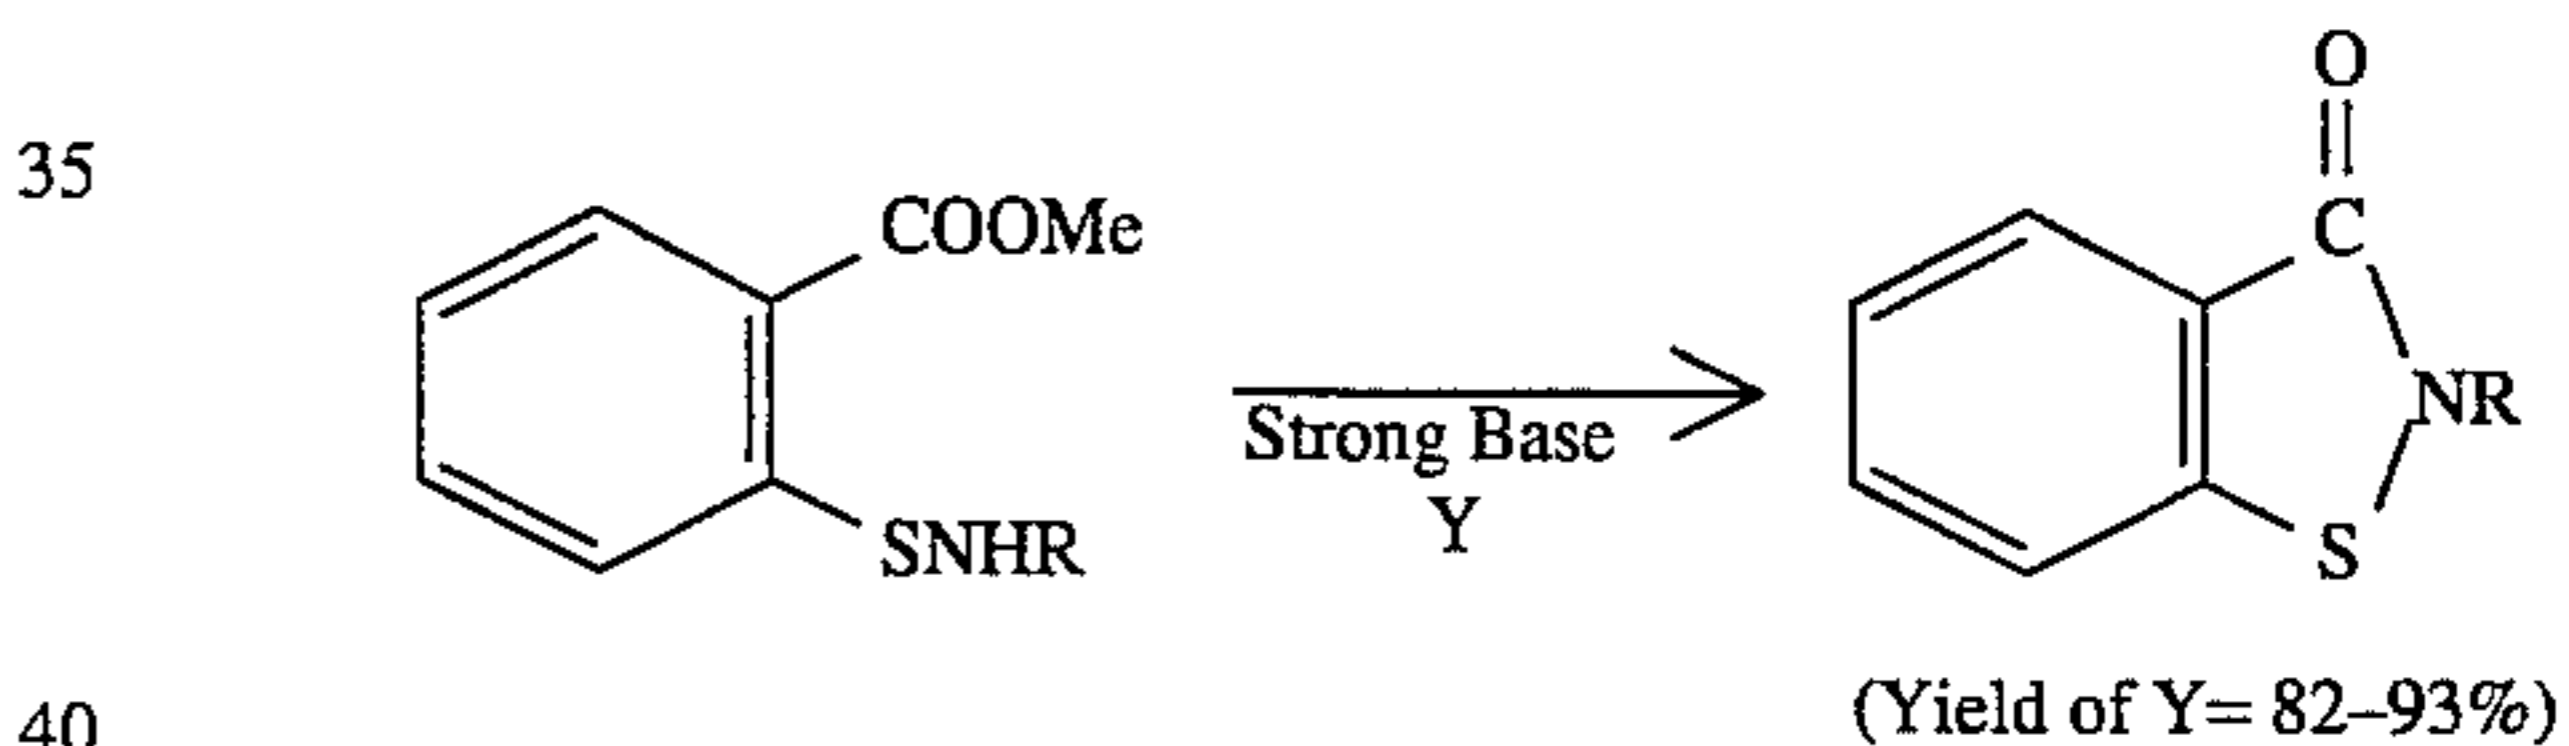 O
35
COOMe
C
Strong Base
NR
Y
SNHR
S
(Yield of Y= 82–93%)
40